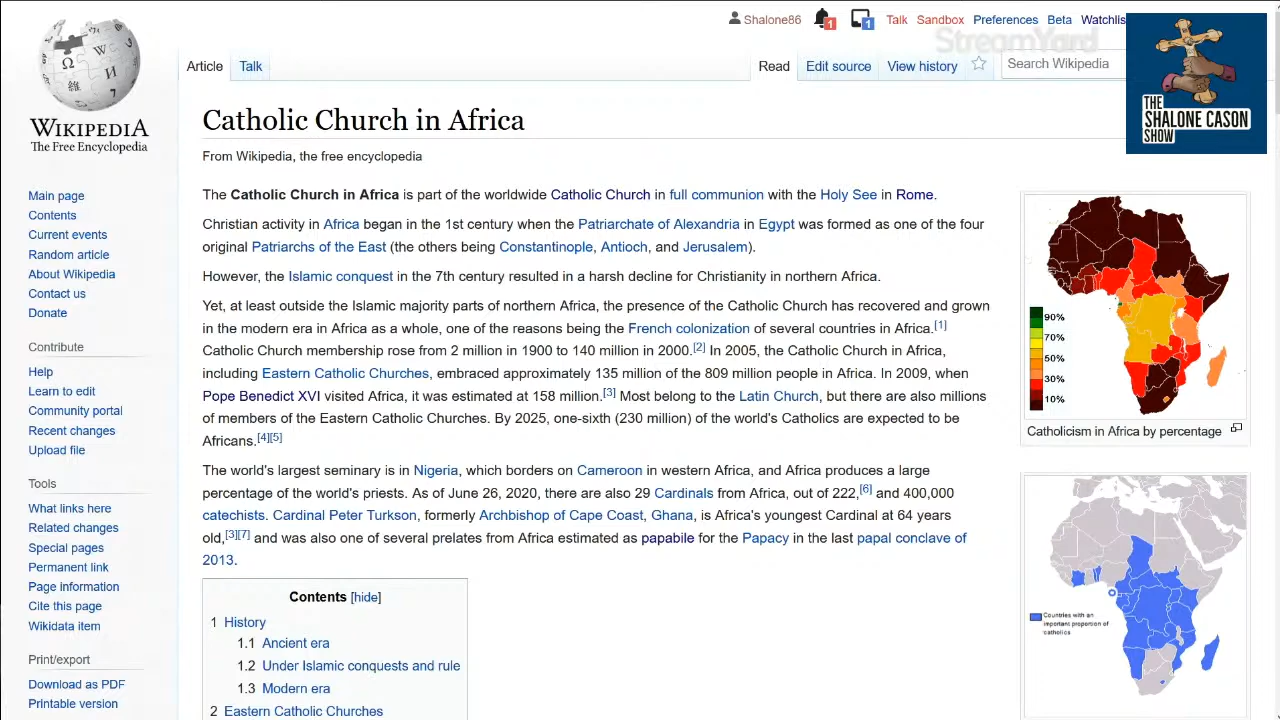 Shalone86
1
1
Talk
Sandbox
Preferences
Beta
Watchlis
StreamYard
Article
Talk
Read
Edit source
View history
Search Wikipedia
THE
SHALONE CASON
SHOW
WIKIPEDIA
The Free Encyclopedia
Catholic Church in Africa
From Wikipedia, the free encyclopedia
The Catholic Church in Africa is part of the worldwide Catholic Church in full communion with the Holy See in Rome.
Christian activity in Africa began in the 1st century when the Patriarchate of Alexandria in Egypt was formed as one of the four
original Patriarchs of the East (the others being Constantinople, Antioch, and Jerusalem).
However, the Islamic conquest in the 7th century resulted in a harsh decline for Christianity in northern Africa.
Yet, at least outside the Islamic majority parts of northern Africa, the presence of the Catholic Church has recovered and grown
in the modern era in Africa as a whole, one of the reasons being the French colonization of several countries in Africa.[1]
Catholic Church membership rose from 2 million in 1900 to 140 million in 2000.[2] In 2005, the Catholic Church in Africa,
including Eastern Catholic Churches, embraced approximately 135 million of the 809 million people in Africa. In 2009, when
Pope Benedict XVI visited Africa, it was estimated at 158 million.[3] Most belong to the Latin Church, but there are also millions
of members of the Eastern Catholic Churches. By 2025, one-sixth (230 million) of the world's Catholics are expected to be
Africans.[4][5]
The world's largest seminary is in Nigeria, which borders on Cameroon in western Africa, and Africa produces a large
percentage of the world's priests. As of June 26, 2020, there are also 29 Cardinals from Africa, out of 222,[6] and 400,000
catechists. Cardinal Peter Turkson, formerly Archbishop of Cape Coast, Ghana, is Africa's youngest Cardinal at 64 years
old,[3][7] and was also one of several prelates from Africa estimated as papabile for the Papacy in the last papal conclave of
2013.
Contents [hide]
1 History
1.1 Ancient era
1.2 Under Islamic conquests and rule
1.3 Modern era
2 Eastern Catholic Churches
Main page
Contents
Current events
Random article
About Wikipedia
Contact us
Donate
Contribute
Help
Learn to edit
Community portal
Recent changes
Upload file
Tools
What links here
Related changes
Special pages
Permanent link
Page information
Cite this page
Wikidata item
Print/export
Download as PDF
Printable version
90%
70%
50%
30%
10%
Catholicism in Africa by percentage
Countries with an
important proportion of
catholics